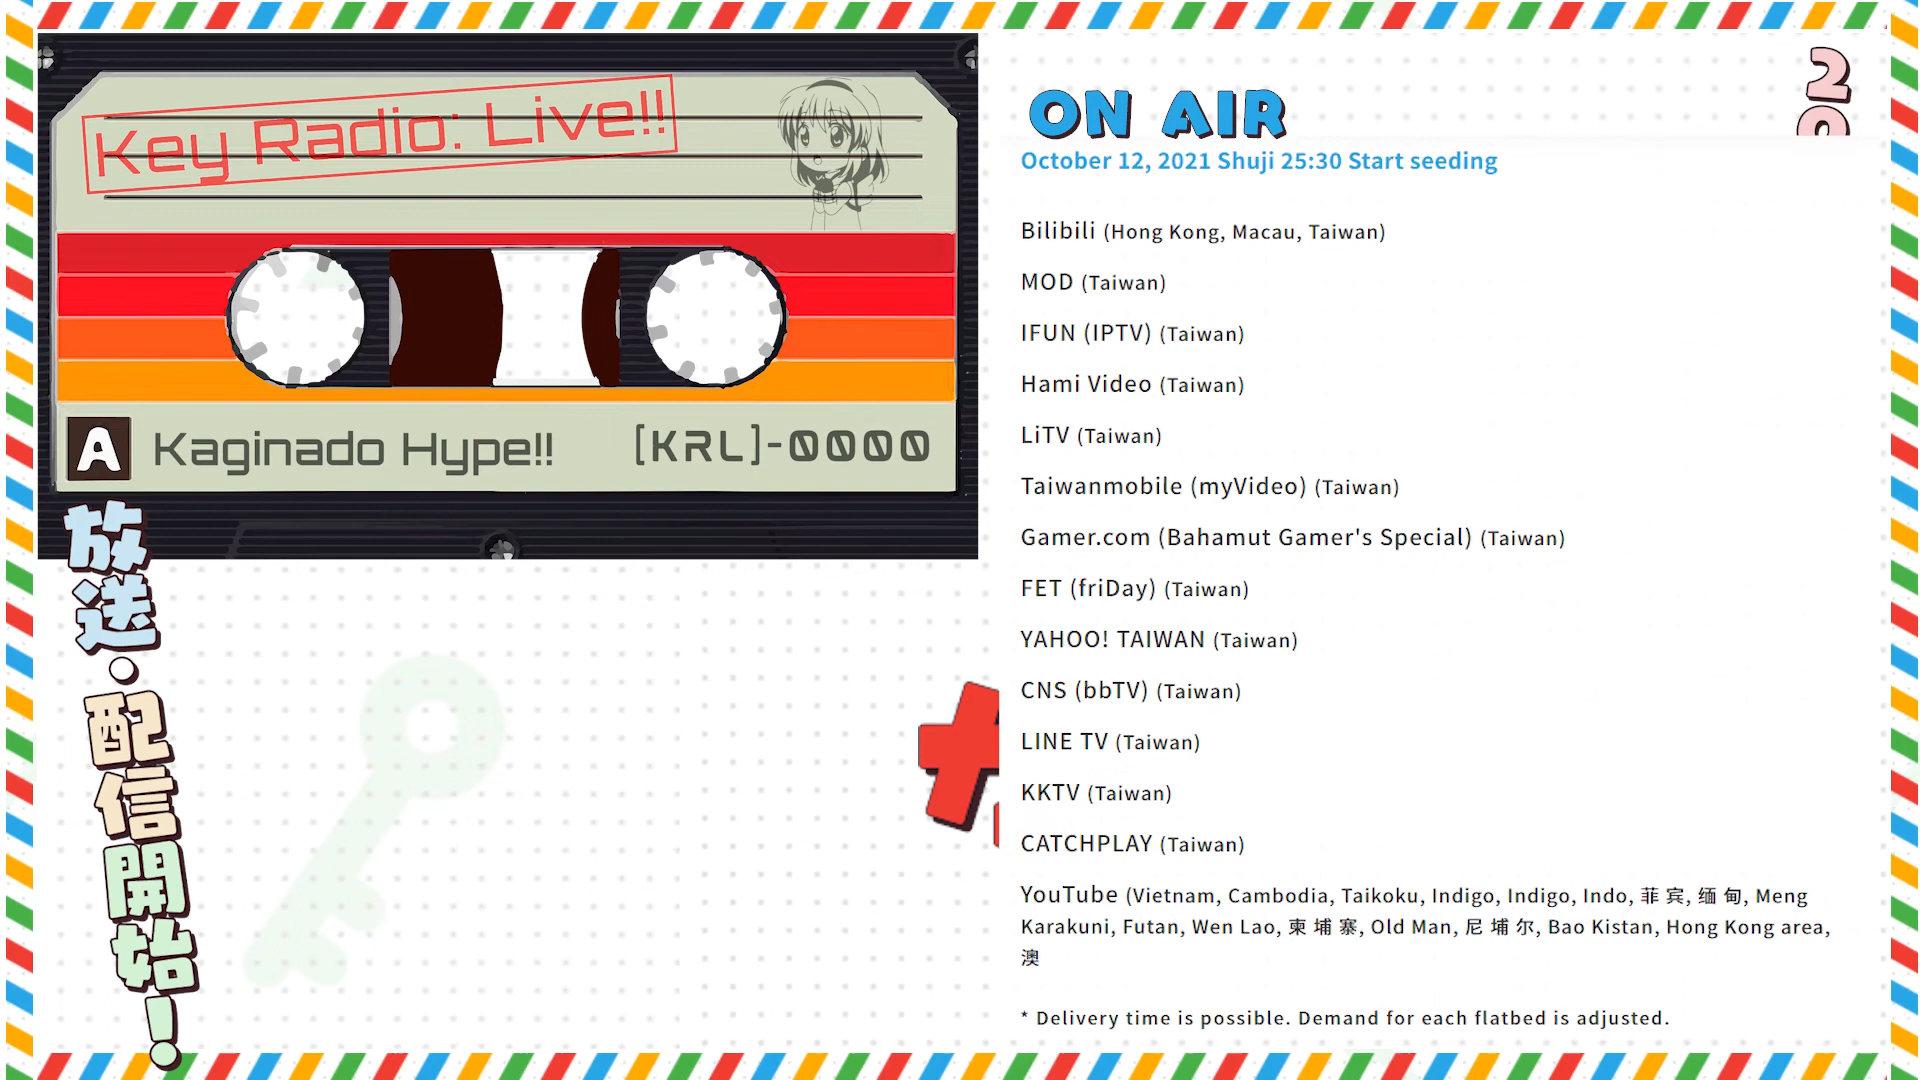 Key Radio: Live!!
A
Kaginado Hype!!
[KRL]-0000
放送・配信開始！
ON AIR
October 12, 2021 Shuji 25:30 Start seeding
Bilibili (Hong Kong, Macau, Taiwan)
MOD (Taiwan)
IFUN (IPTV) (Taiwan)
Hami Video (Taiwan)
LiTV (Taiwan)
Taiwanmobile (myVideo) (Taiwan)
Gamer.com (Bahamut Gamer's Special) (Taiwan)
FET (friDay) (Taiwan)
YAHOO! TAIWAN (Taiwan)
CNS (bbTV) (Taiwan)
LINE TV (Taiwan)
KKTV (Taiwan)
CATCHPLAY (Taiwan)
YouTube (Vietnam, Cambodia, Taikoku, Indigo, Indigo, Indo, 菲 宾, 缅 甸, Meng
Karakuni, Futan, Wen Lao, 柬 埔 寨, Old Man, 尼 埔 尔, Bao Kistan, Hong Kong area,
澳
* Delivery time is possible. Demand for each flatbed is adjusted.